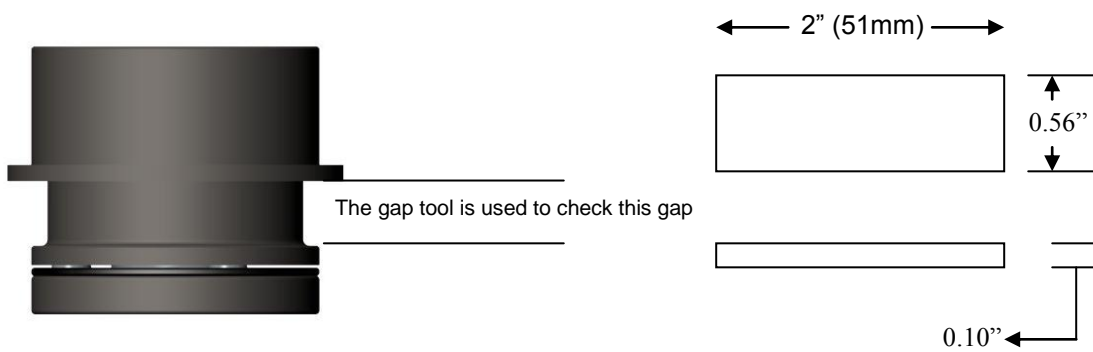 2” (51mm)
0.56”
The gap tool is used to check this gap
0.10”